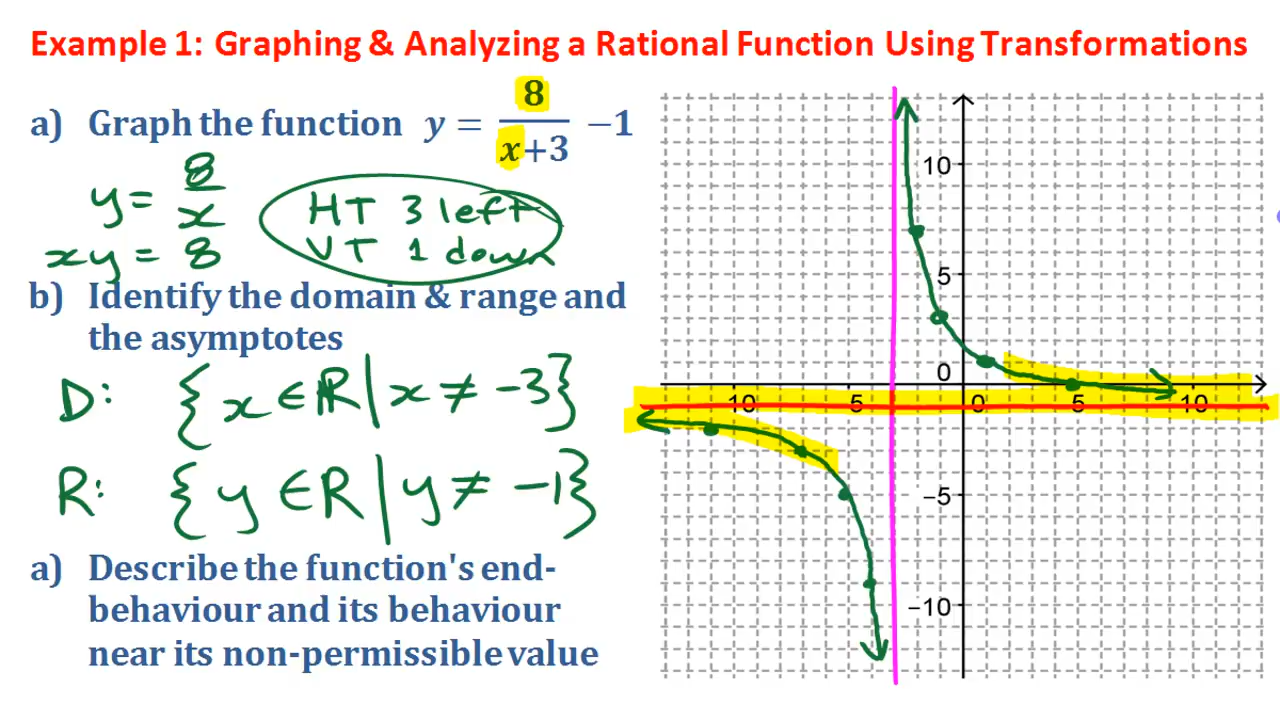 Example 1: Graphing & Analyzing a Rational Function Using Transformations
a) Graph the function y = 8/(x+3) −1
y = 8/x
xy = 8
HT 3 left
VT 1 down
b) Identify the domain & range and
the asymptotes
D: {x ∈ R | x ≠ -3}
R: {y ∈ R | y ≠ -1}
a) Describe the function's end-
behaviour and its behaviour
near its non-permissible value
10
5
0
10 5 0 5 10
−5
−10